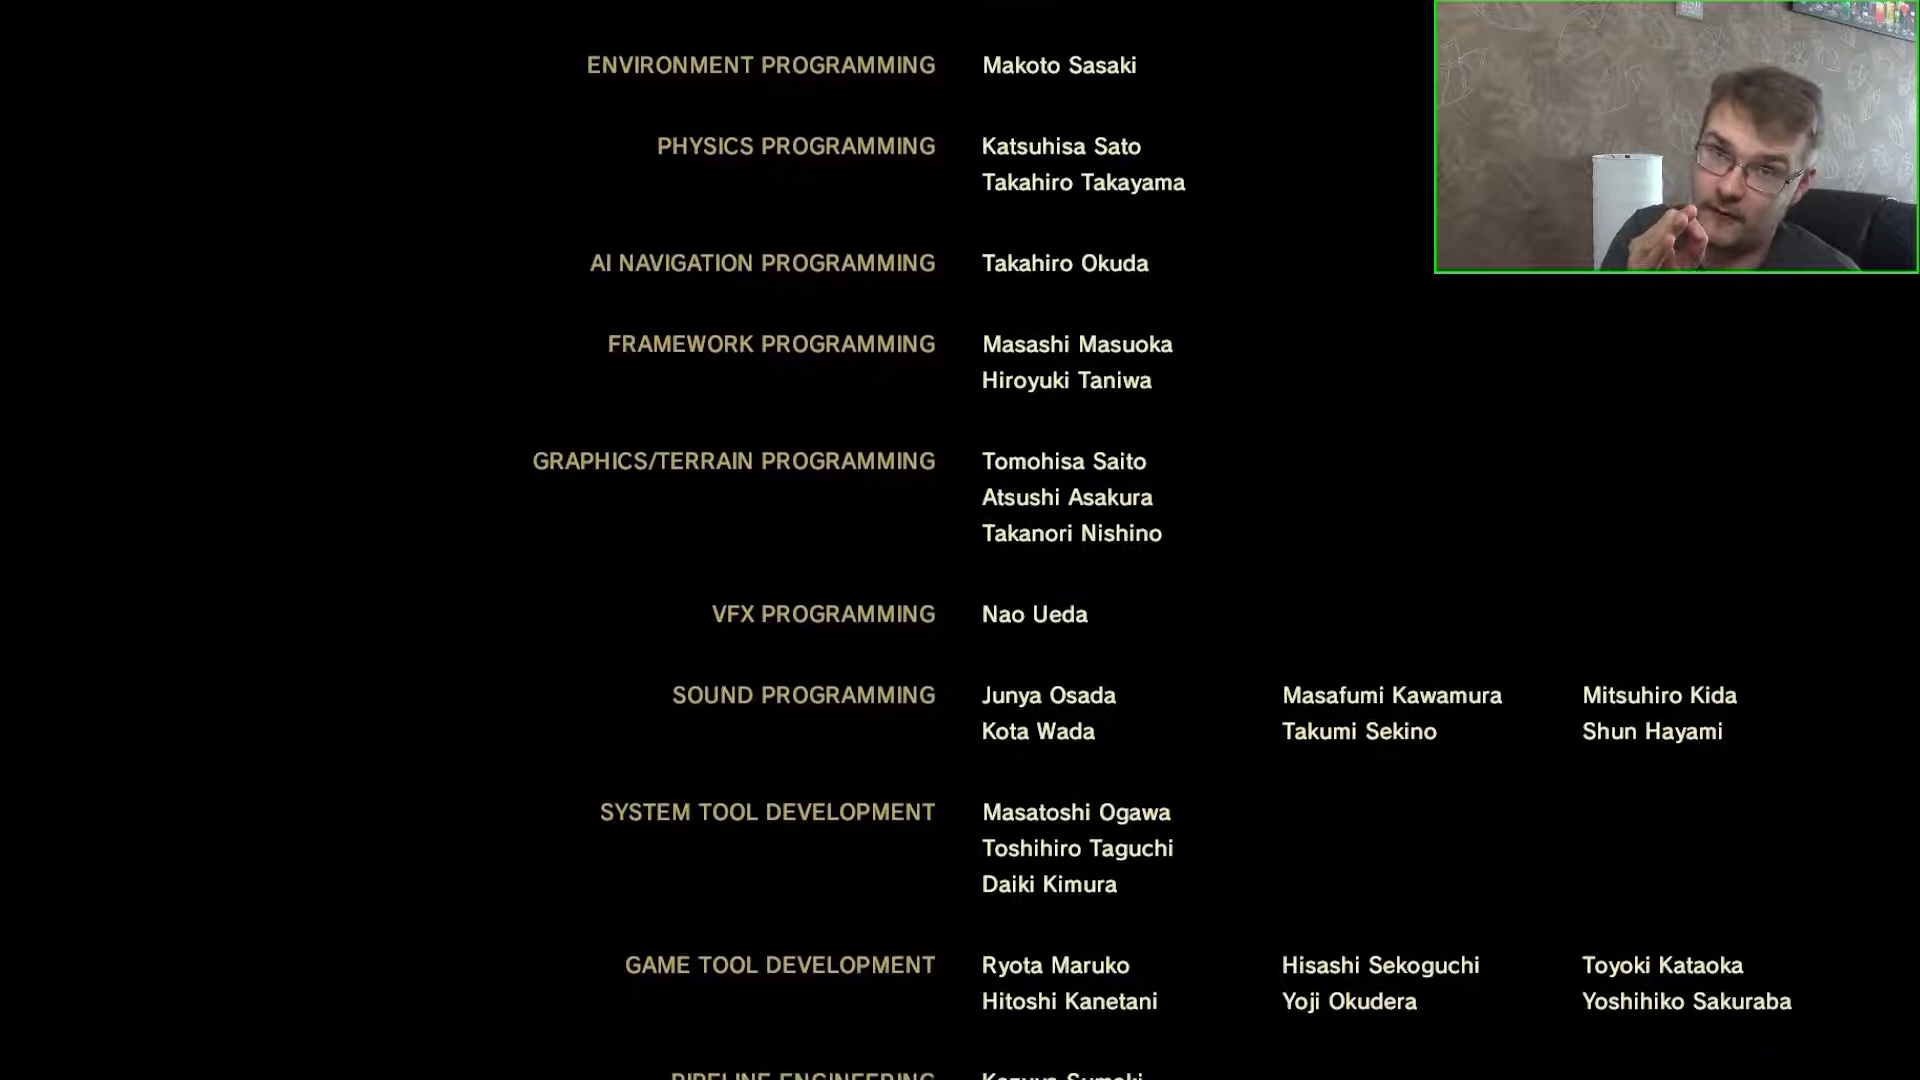 ENVIRONMENT PROGRAMMING Makoto Sasaki
PHYSICS PROGRAMMING Katsuhisa Sato
Takahiro Takayama
AI NAVIGATION PROGRAMMING Takahiro Okuda
FRAMEWORK PROGRAMMING Masashi Masuoka
Hiroyuki Taniwa
GRAPHICS/TERRAIN PROGRAMMING Tomohisa Saito
Atsushi Asakura
Takanori Nishino
VFX PROGRAMMING Nao Ueda
SOUND PROGRAMMING Junya Osada Masafumi Kawamura Mitsuhiro Kida
Kota Wada Takumi Sekino Shun Hayami
SYSTEM TOOL DEVELOPMENT Masatoshi Ogawa
Toshihiro Taguchi
Daiki Kimura
GAME TOOL DEVELOPMENT Ryota Maruko Hisashi Sekoguchi Toyoki Kataoka
Hitoshi Kanetani Yoji Okudera Yoshihiko Sakuraba
PIPELINE ENGINEERING